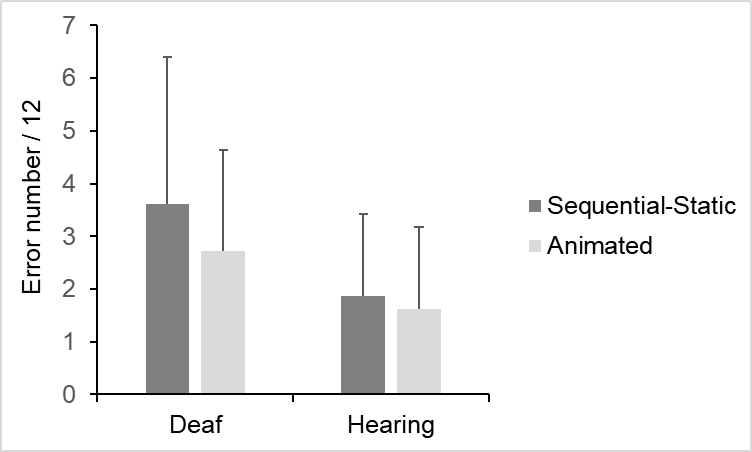 7
6
5
4
3
2
1
0
Error number / 12
Deaf
Hearing
Sequential-Static
Animated